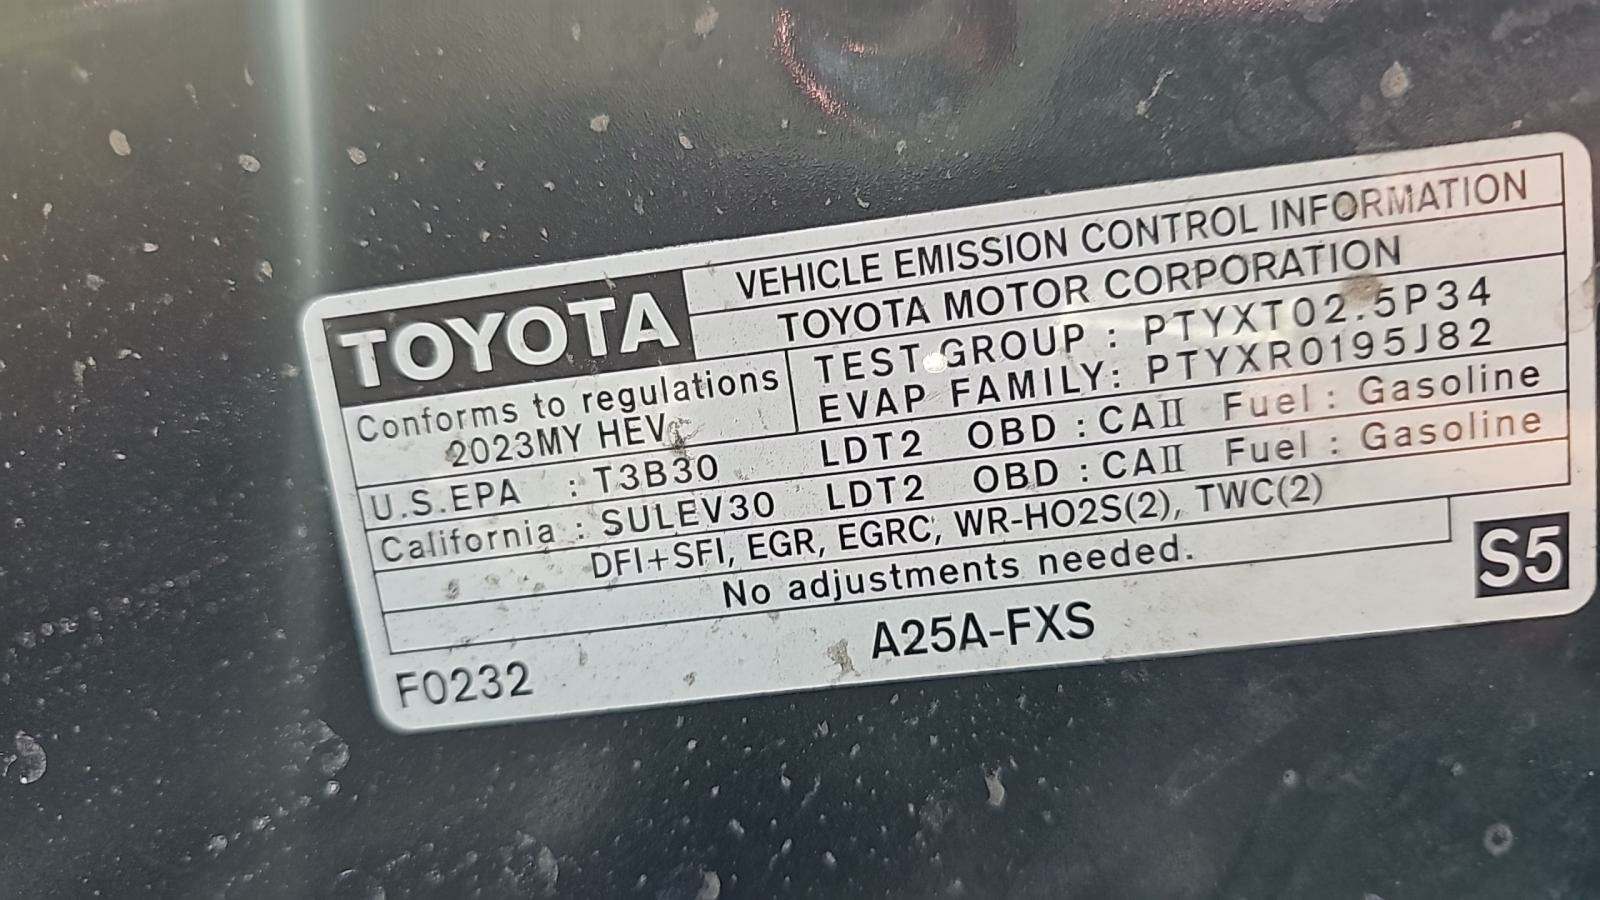 TOYOTA
VEHICLE EMISSION CONTROL INFORMATION
TOYOTA MOTOR CORPORATION
Conforms to regulations
2023MY HEV
TEST GROUP : PTYXT02.5P34
EVAP FAMILY: PTYXR0195J82
U.S.EPA : T3B30 LDT2 OBD : CAII Fuel : Gasoline
California : SULEV30 LDT2 OBD : CAII Fuel : Gasoline
DFI+SFI, EGR, EGRC, WR-HO2S(2), TWC(2)
No adjustments needed.
S5
F0232 A25A-FXS